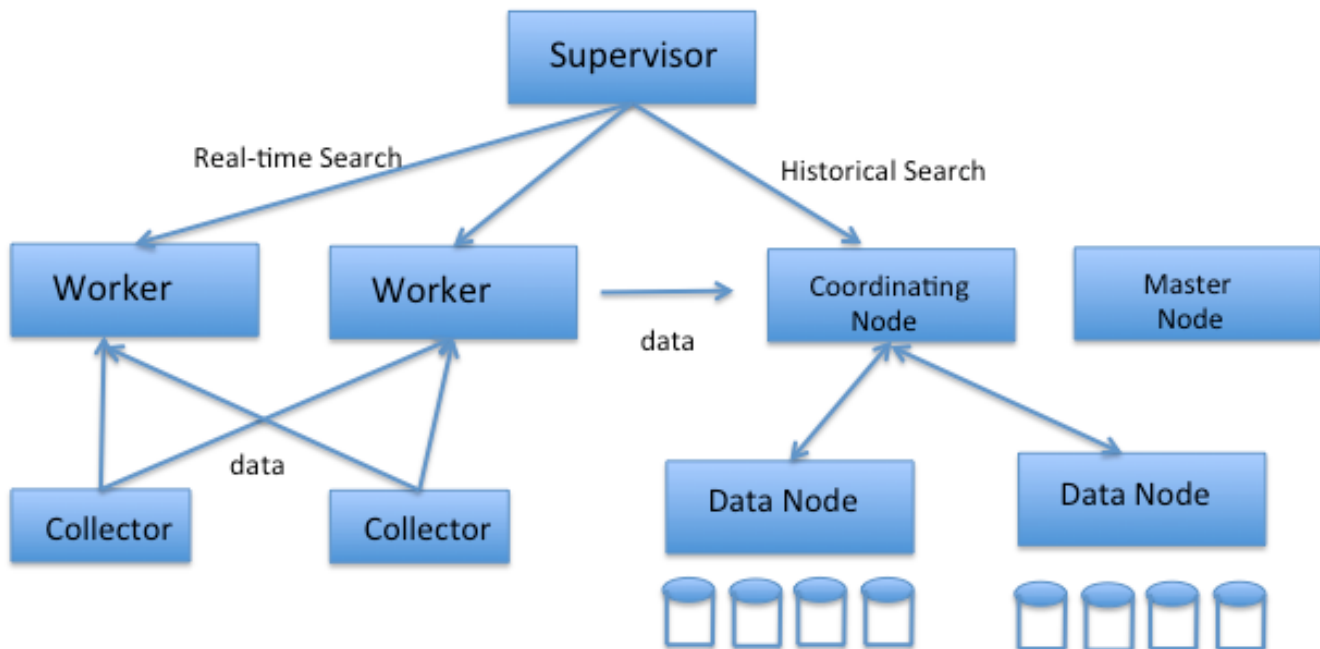 Supervisor
Real-time Search
Historical Search
Worker
Worker
data
Coordinating
Node
Master
Node
data
Collector
Collector
Data Node
Data Node